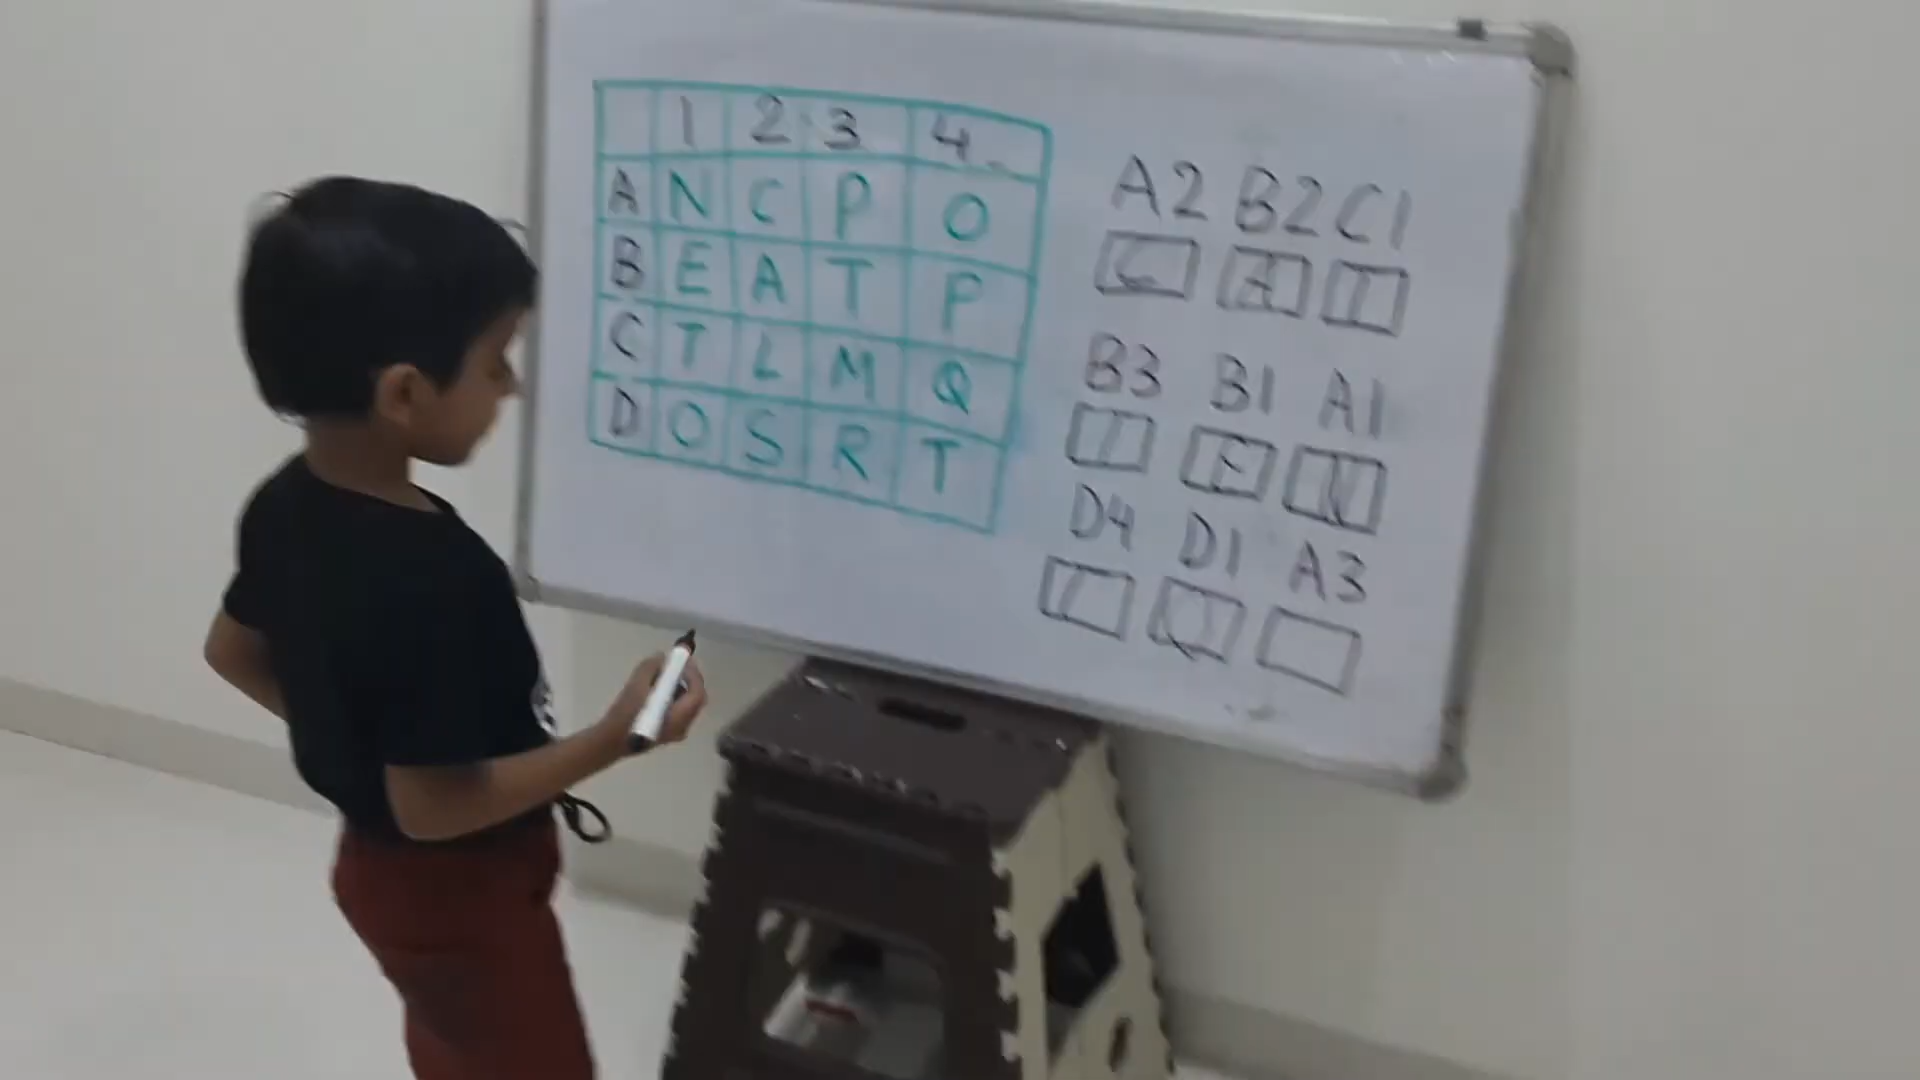 1 2 3 4
A N C P O
B E A T P
C T L M Q
D O S R T
A2 B2 C1
C A T
B3 B1 A1
T E N
D4 D1 A3
T O